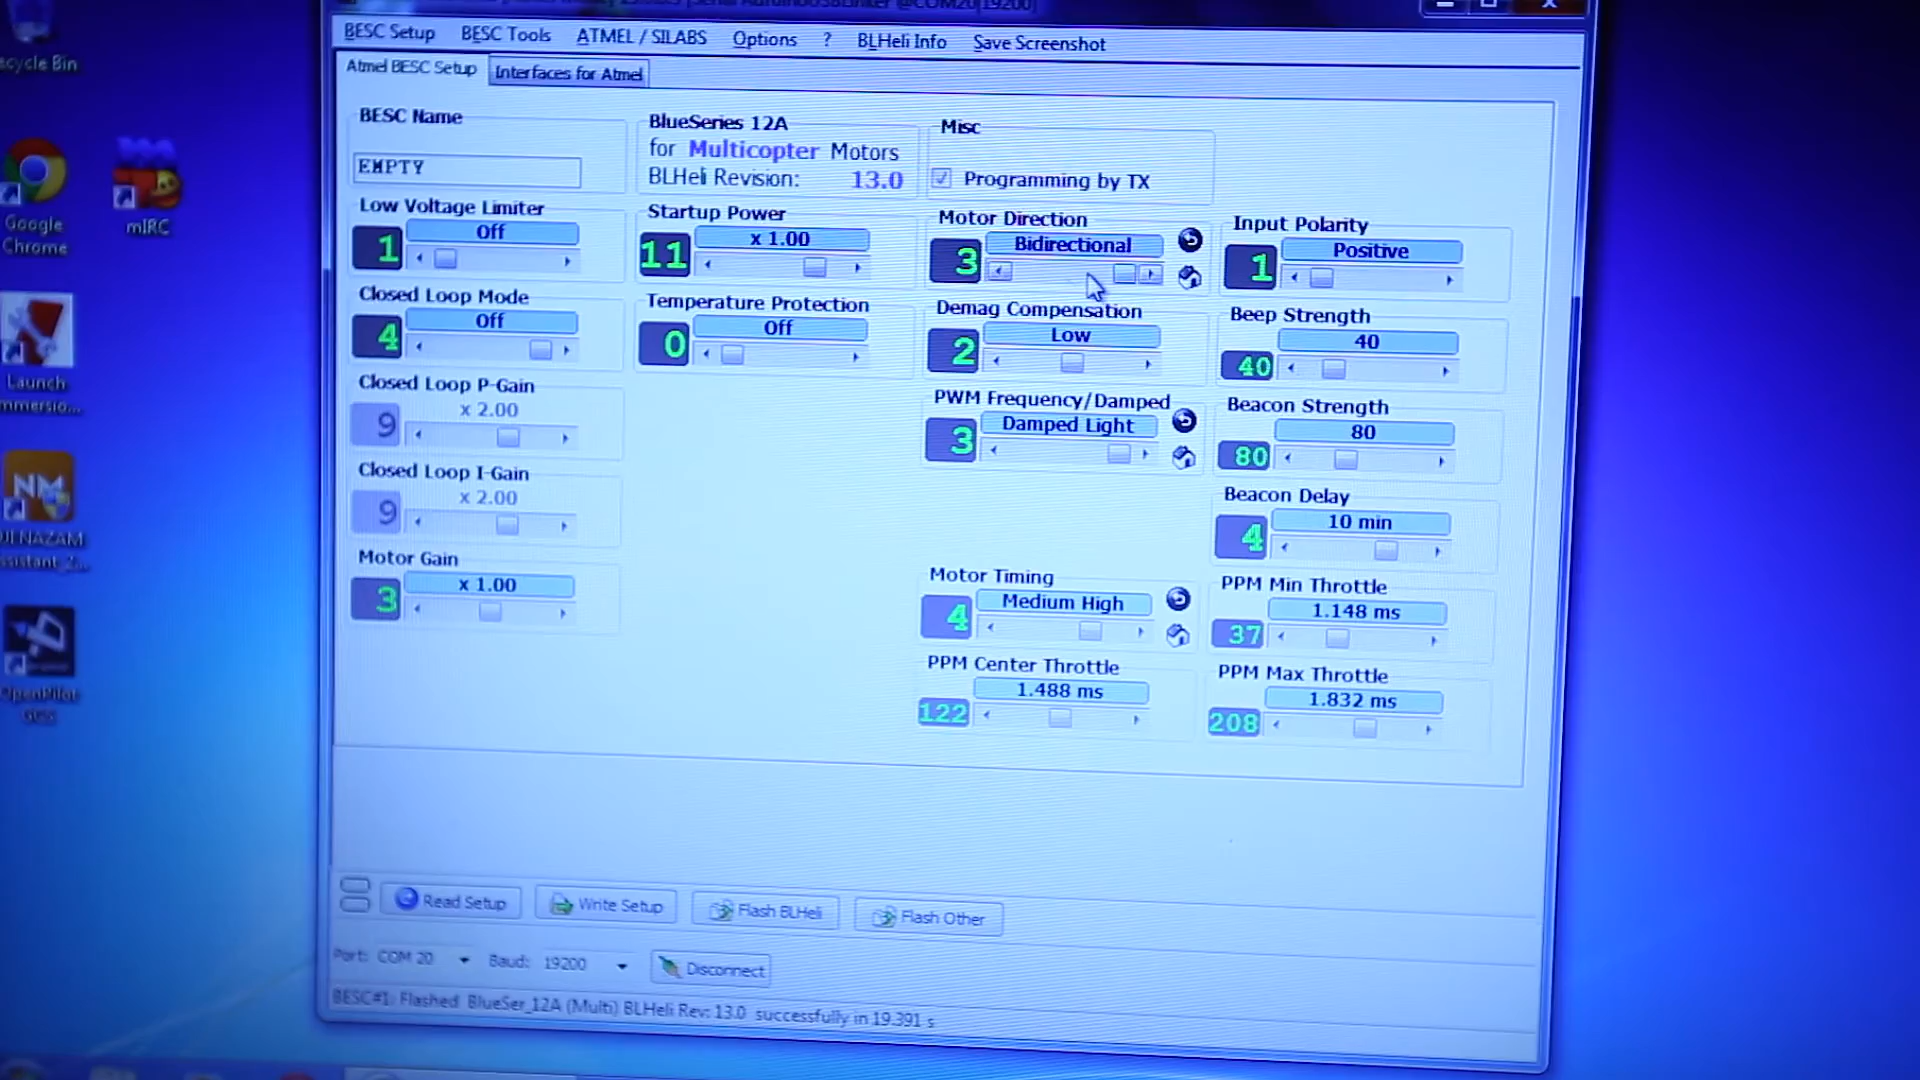 BESC Setup BESC Tools ATMEL / SILABS Options ? BLHeli Info Save Screenshot
Atmel BESC Setup Interfaces for Atmel
BESC Name
EMPTY
BlueSeries 12A
for Multicopter Motors
BLHeli Revision: 13.0
Misc
Programming by TX
Low Voltage Limiter
Off
1
Closed Loop Mode
Off
4
Closed Loop P-Gain
x 2.00
9
Closed Loop I-Gain
x 2.00
9
Motor Gain
x 1.00
3
Startup Power
x 1.00
11
Temperature Protection
Off
0
Motor Direction
Bidirectional
3
Demag Compensation
Low
2
PWM Frequency/Damped
Damped Light
3
Motor Timing
Medium High
4
PPM Center Throttle
1.488 ms
122
Input Polarity
Positive
1
Beep Strength
40
40
Beacon Strength
80
80
Beacon Delay
10 min
4
PPM Min Throttle
1.148 ms
37
PPM Max Throttle
1.832 ms
208
Read Setup Write Setup Flash BLHeli Flash Other
Port: COM 20 Baud: 19200 Disconnect
BESC#1: Flashed BlueSer_12A (Multi) BLHeli Rev: 13.0 successfully in 19.391 s
ecycle Bin
Google
Chrome
mIRC
Launch
mmersio...
NM
OpenPilot
GCS